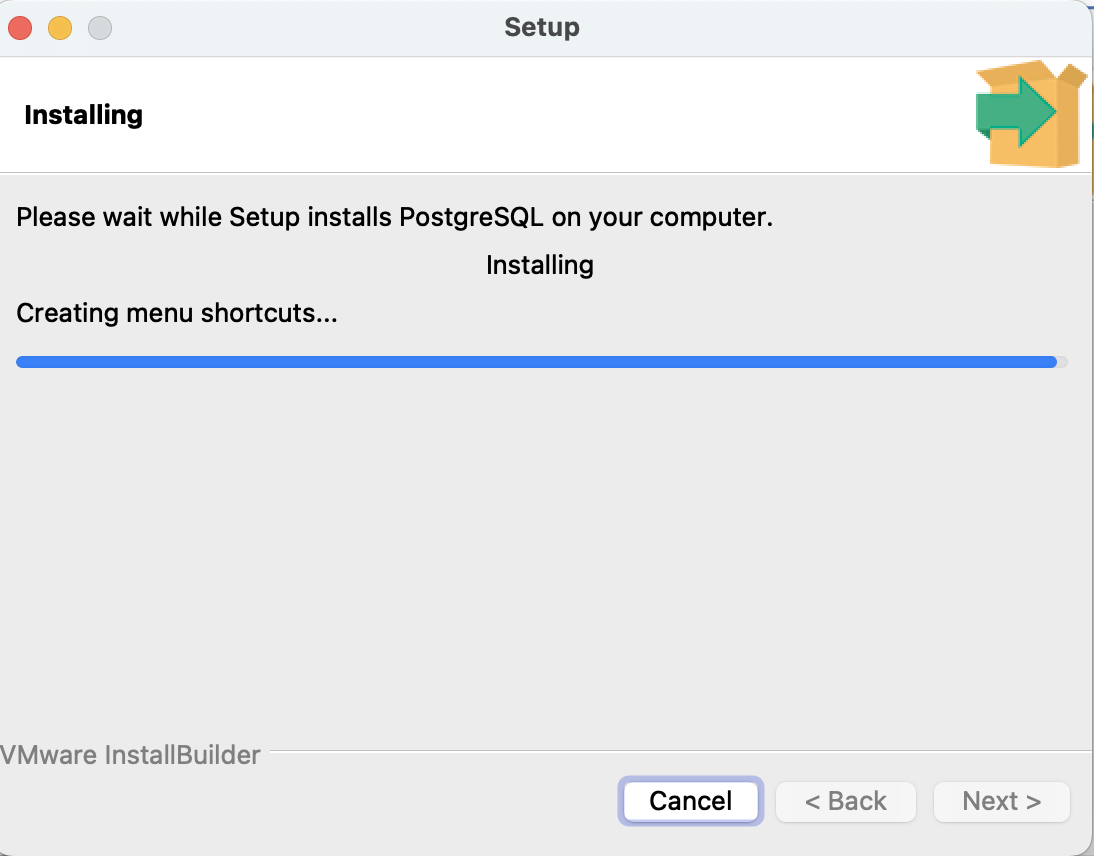 Setup
Installing
Please wait while Setup installs PostgreSQL on your computer.
Installing
Creating menu shortcuts...
VMware InstallBuilder
Cancel
< Back
Next >